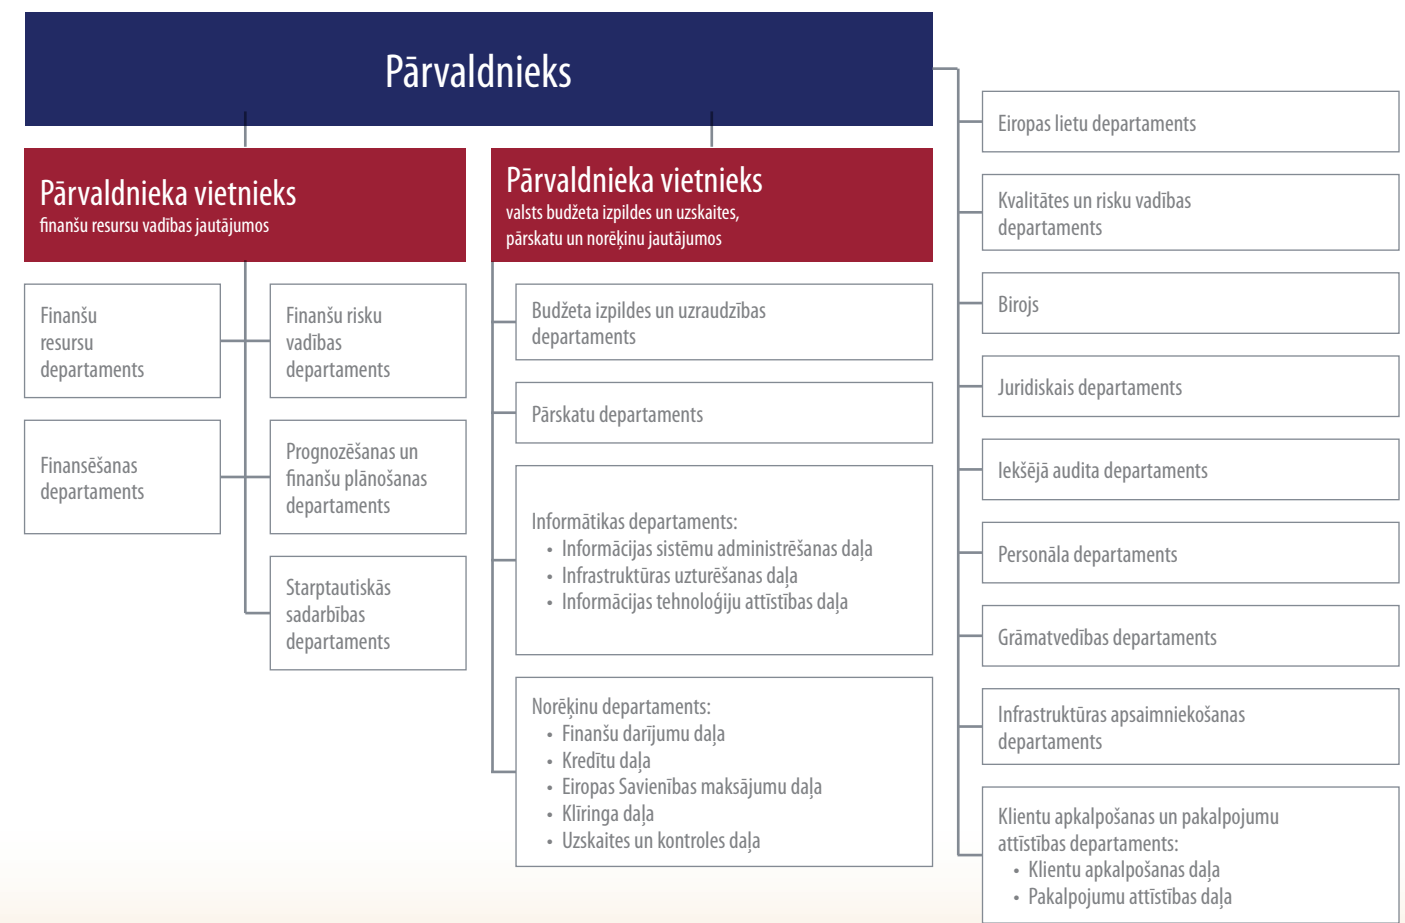 Pārvaldnieks
Pārvaldnieka vietnieks
finanšu resursu vadības jautājumos
Finanšu
resursu
departaments
Finanšu risku
vadības
departaments
Finansēšanas
departaments
Prognozēšanas un
finanšu plānošanas
departaments
Starptautiskās
sadarbības
departaments
Pārvaldnieka vietnieks
valsts budžeta izpildes un uzskaites,
pārskatu un norēķinu jautājumos
Budžeta izpildes un uzraudzības
departaments
Pārskatu departaments
Informātikas departaments:
• Informācijas sistēmu administrēšanas daļa
• Infrastruktūras uzturēšanas daļa
• Informācijas tehnoloģiju attīstības daļa
Norēķinu departaments:
• Finanšu darījumu daļa
• Kredītu daļa
• Eiropas Savienības maksājumu daļa
• Klīringa daļa
• Uzskaites un kontroles daļa
Eiropas lietu departaments
Kvalitātes un risku vadības
departaments
Birojs
Juridiskais departaments
Iekšējā audita departaments
Personāla departaments
Grāmatvedības departaments
Infrastruktūras apsaimniekošanas
departaments
Klientu apkalpošanas un pakalpojumu
attīstības departaments:
• Klientu apkalpošanas daļa
• Pakalpojumu attīstības daļa